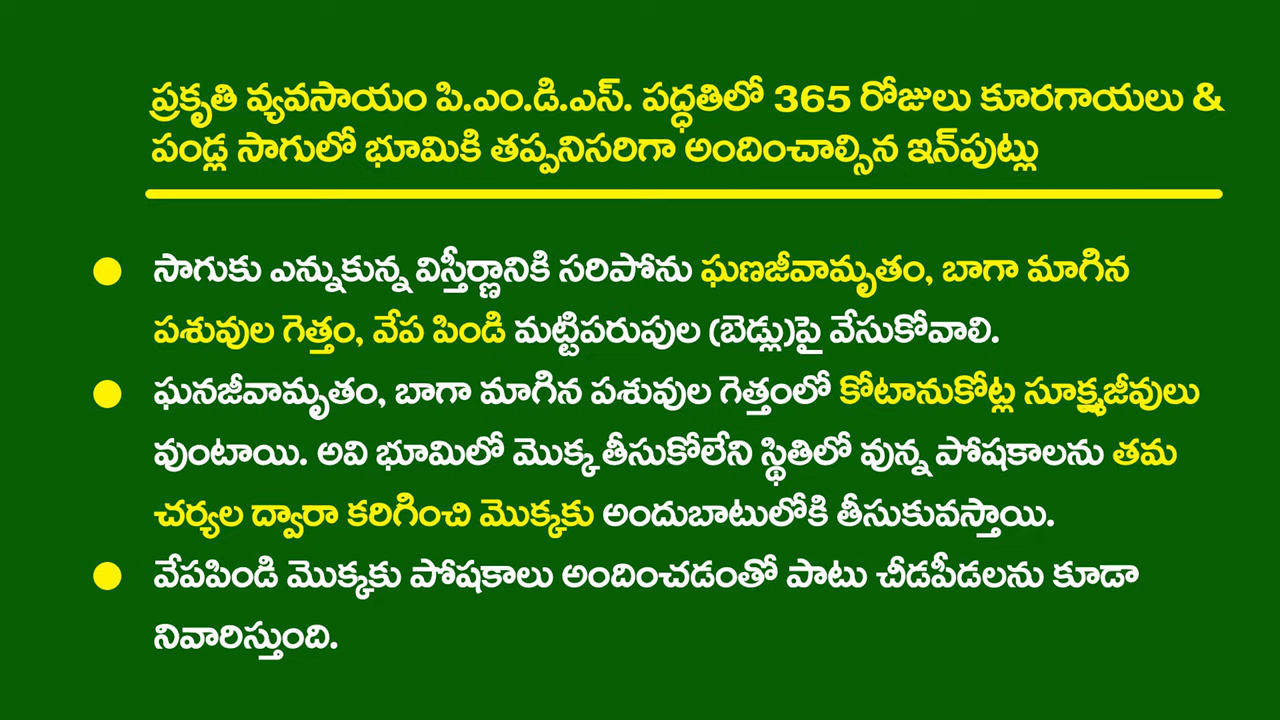 ప్రకృతి వ్యవసాయం పి.ఎం.డి.ఎస్. పద్ధతిలో 365 రోజులు కూరగాయలు &
పండ్ల సాగులో భూమికి తప్పనిసరిగా అందించాల్సిన ఇన్‌పుట్లు
● సాగుకు ఎన్నుకున్న విస్తీర్ణానికి సరిపోను ఘణజీవామృతం, బాగా మాగిన
పశువుల గెత్తం, వేప పిండి మట్టిపరుపుల (బెడ్లు)పై వేసుకోవాలి.
● ఘనజీవామృతం, బాగా మాగిన పశువుల గెత్తంలో కోటానుకోట్ల సూక్ష్మజీవులు
వుంటాయి. అవి భూమిలో మొక్క తీసుకోలేని స్థితిలో వున్న పోషకాలను తమ
చర్యల ద్వారా కరిగించి మొక్కకు అందుబాటులోకి తీసుకువస్తాయి.
● వేపపిండి మొక్కకు పోషకాలు అందించడంతో పాటు చీడపీడలను కూడా
నివారిస్తుంది.